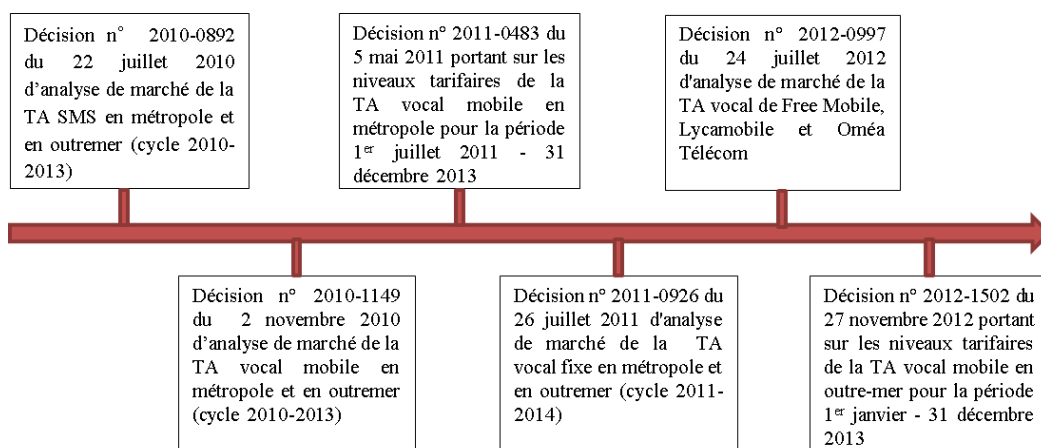 Décision n° 2010-0892
du 22 juillet 2010
d’analyse de marché de la
TA SMS en métropole et
en outremer (cycle 2010-
2013)
Décision n° 2011-0483 du
5 mai 2011 portant sur les
niveaux tarifaires de la
TA vocal mobile en
métropole pour la période
1er juillet 2011 - 31
décembre 2013
Décision n° 2012-0997
du 24 juillet 2012
d'analyse de marché de la
TA vocal de Free Mobile,
Lycamobile et Oméa
Télécom
Décision n° 2010-1149
du 2 novembre 2010
d’analyse de marché de la
TA vocal mobile en
métropole et en outremer
(cycle 2010-2013)
Décision n° 2011-0926 du
26 juillet 2011 d'analyse
de marché de la TA
vocal fixe en métropole et
en outremer (cycle 2011-
2014)
Décision n° 2012-1502 du
27 novembre 2012 portant
sur les niveaux tarifaires
de la TA vocal mobile en
outre-mer pour la période
1er janvier - 31 décembre
2013